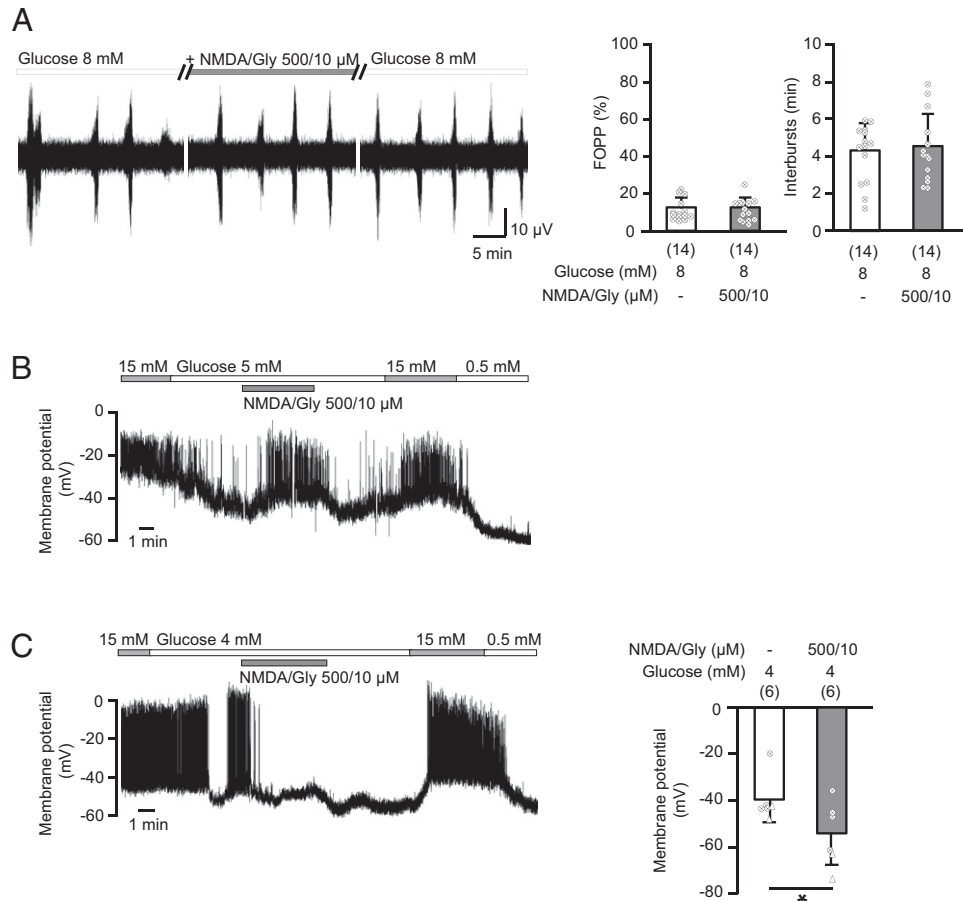 A
Glucose 8 mM
+ NMDA/Gly 500/10 µM
Glucose 8 mM
10 µV
5 min
FOPP (%)
100
80
60
40
20
0
(14) (14)
Glucose (mM) 8 8
NMDA/Gly (µM) - 500/10
Interbursts (min)
10
8
6
4
2
0
(14) (14)
8 8
- 500/10
B
15 mM Glucose 5 mM 15 mM 0.5 mM
NMDA/Gly 500/10 µM
Membrane potential
(mV)
0
-20
-40
-60
1 min
C
15 mM Glucose 4 mM 15 mM 0.5 mM
NMDA/Gly 500/10 µM
Membrane potential
(mV)
0
-20
-40
-60
1 min
NMDA/Gly (µM) - 500/10
Glucose (mM) 4 4
(6) (6)
Membrane potential
(mV)
0
-20
-40
-60
-80
*